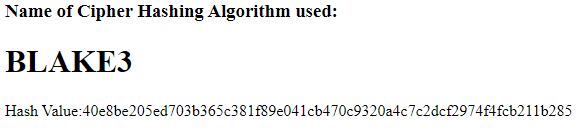 Name of Cipher Hashing Algorithm used:
BLAKE3
Hash Value:40e8be205ed703b365c381f89e041cb470c9320a4c7c2dcf2974f4fcb211b285